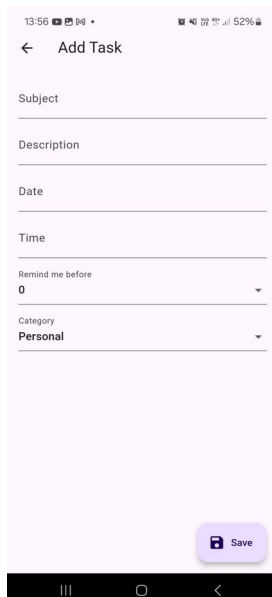 13:56
52%
Add Task
Subject
Description
Date
Time
Remind me before
0
Category
Personal
Save